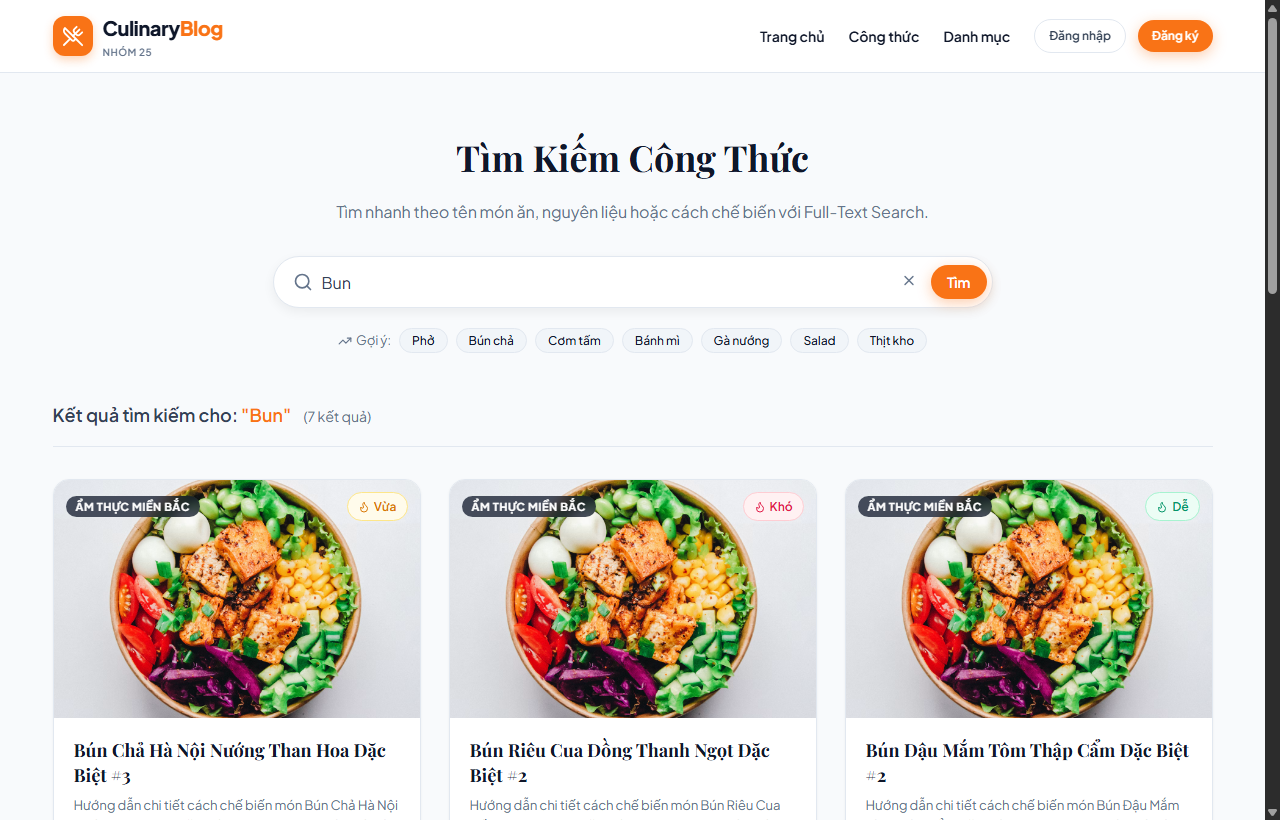 CulinaryBlog
NHÓM 25
Trang chủ Công thức Danh mục Đăng nhập Đăng ký
Tìm Kiếm Công Thức
Tìm nhanh theo tên món ăn, nguyên liệu hoặc cách chế biến với Full-Text Search.
Bun Tìm
Gợi ý: Phở Bún chả Cơm tấm Bánh mì Gà nướng Salad Thịt kho
Kết quả tìm kiếm cho: "Bun" (7 kết quả)
ẨM THỰC MIỀN BẮC Vừa
Bún Chả Hà Nội Nướng Than Hoa Đặc
Biệt #3
Hướng dẫn chi tiết cách chế biến món Bún Chả Hà Nội
ẨM THỰC MIỀN BẮC Khó
Bún Riêu Cua Đồng Thanh Ngọt Đặc
Biệt #2
Hướng dẫn chi tiết cách chế biến món Bún Riêu Cua
ẨM THỰC MIỀN BẮC Dễ
Bún Đậu Mắm Tôm Thập Cẩm Đặc Biệt
#2
Hướng dẫn chi tiết cách chế biến món Bún Đậu Mắm